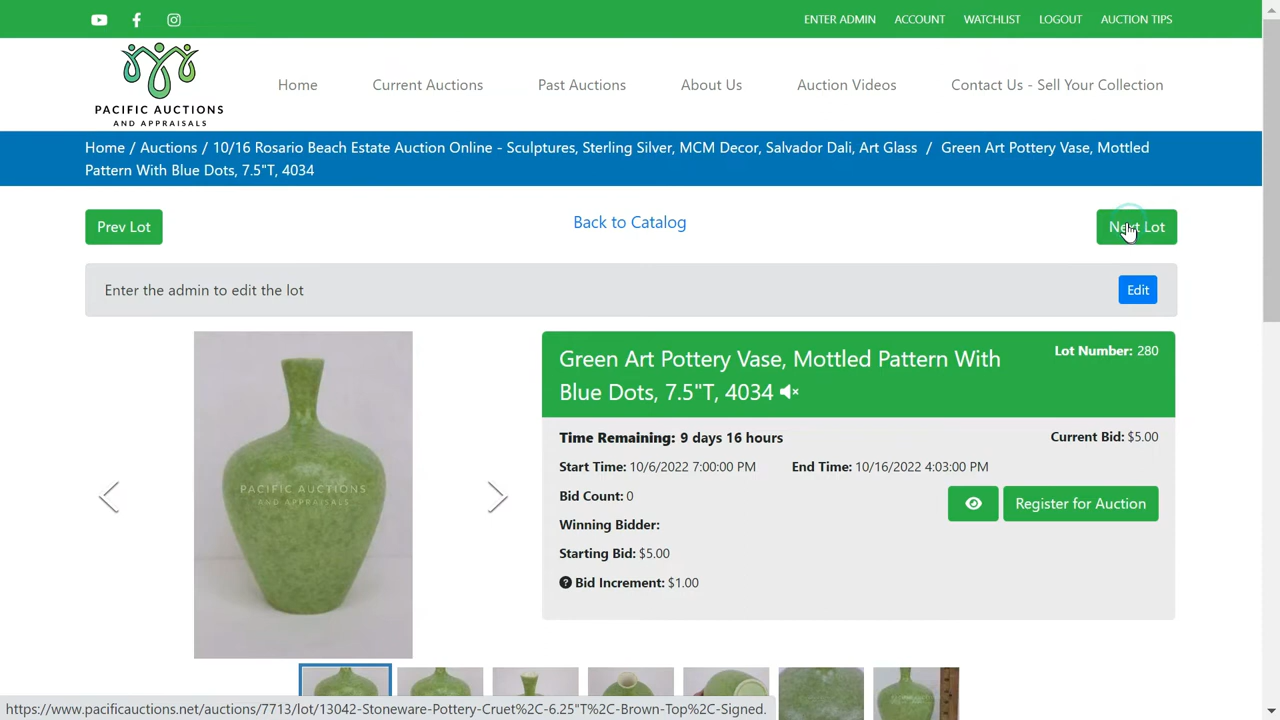 ENTER ADMIN ACCOUNT WATCHLIST LOGOUT AUCTION TIPS
PACIFIC AUCTIONS
AND APPRAISALS
Home Current Auctions Past Auctions About Us Auction Videos Contact Us - Sell Your Collection
Home / Auctions / 10/16 Rosario Beach Estate Auction Online - Sculptures, Sterling Silver, MCM Decor, Salvador Dali, Art Glass / Green Art Pottery Vase, Mottled
Pattern With Blue Dots, 7.5"T, 4034
Prev Lot Back to Catalog Next Lot
Enter the admin to edit the lot Edit
PACIFIC AUCTIONS
AND APPRAISALS
Green Art Pottery Vase, Mottled Pattern With
Blue Dots, 7.5"T, 4034
Lot Number: 280
Time Remaining: 9 days 16 hours Current Bid: $5.00
Start Time: 10/6/2022 7:00:00 PM End Time: 10/16/2022 4:03:00 PM
Bid Count: 0
Register for Auction
Winning Bidder:
Starting Bid: $5.00
Bid Increment: $1.00
https://www.pacificauctions.net/auctions/7713/lot/13042-Stoneware-Pottery-Cruet%2C-6.25"T%2C-Brown-Top%2C-Signed.